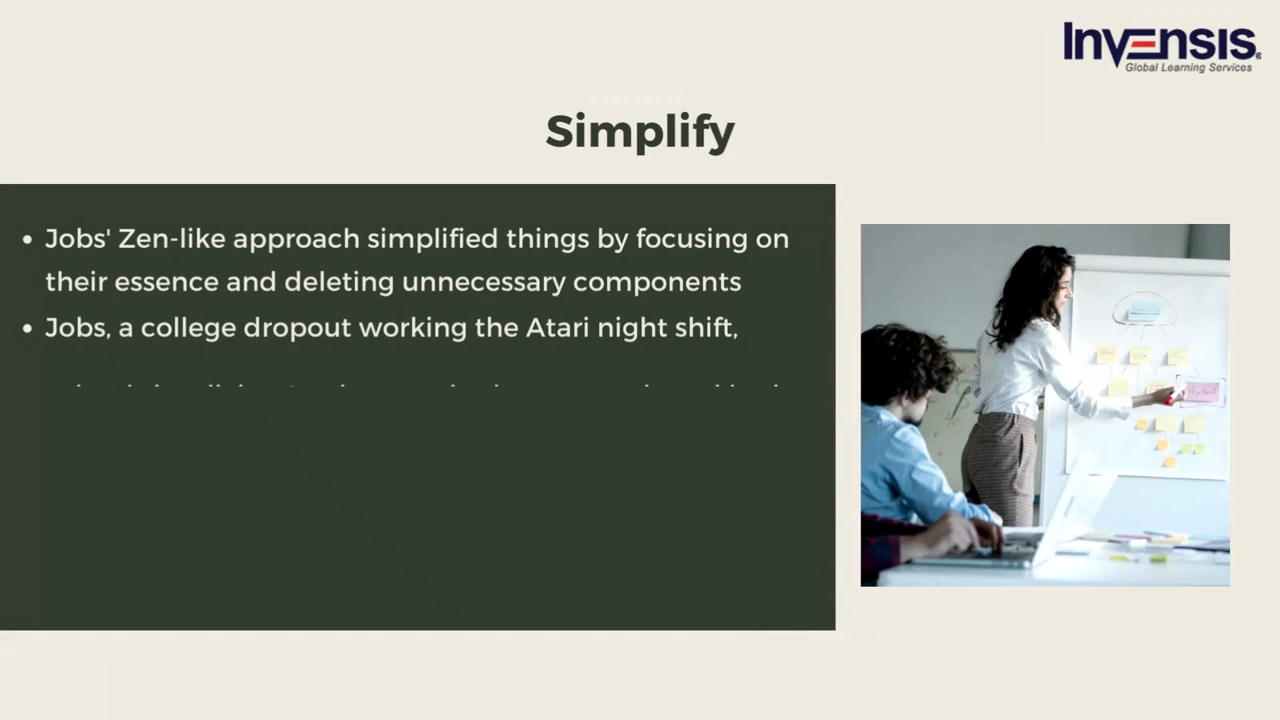 Invensis
Global Learning Services
Simplify
• Jobs' Zen-like approach simplified things by focusing on
their essence and deleting unnecessary components
• Jobs, a college dropout working the Atari night shift,